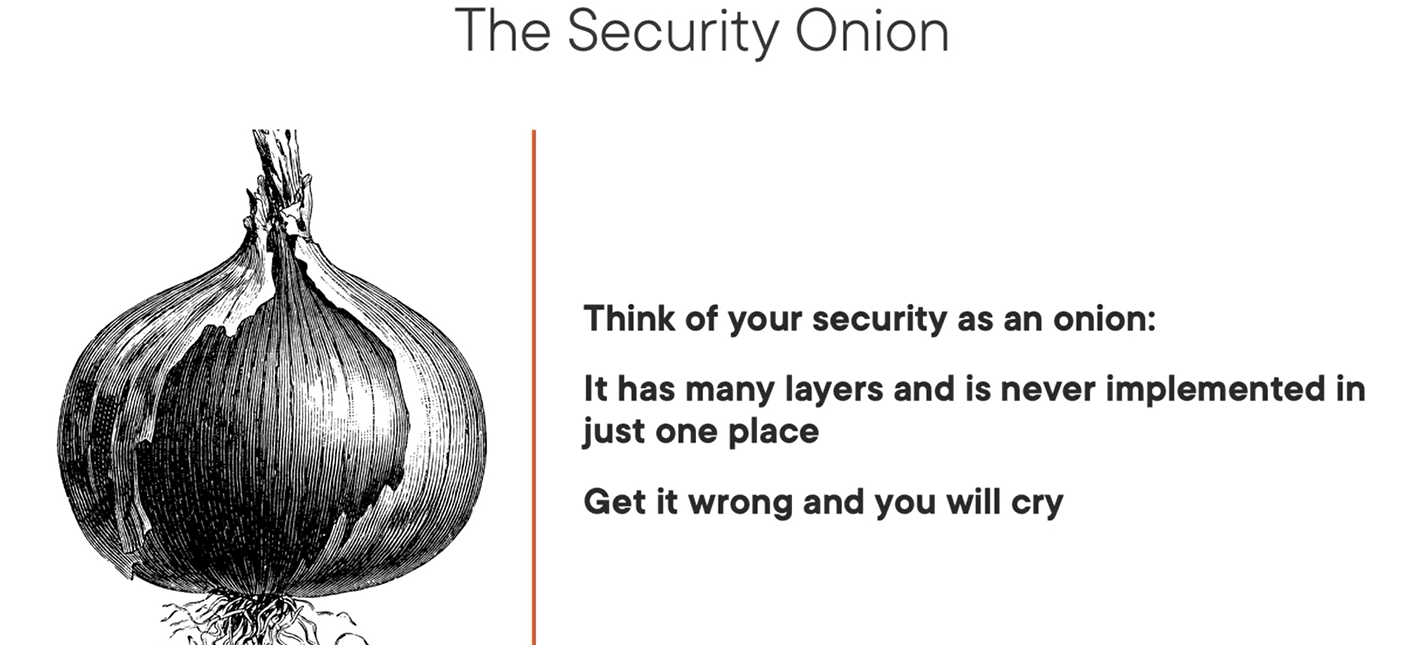 The Security Onion
Think of your security as an onion:
It has many layers and is never implemented in
just one place
Get it wrong and you will cry